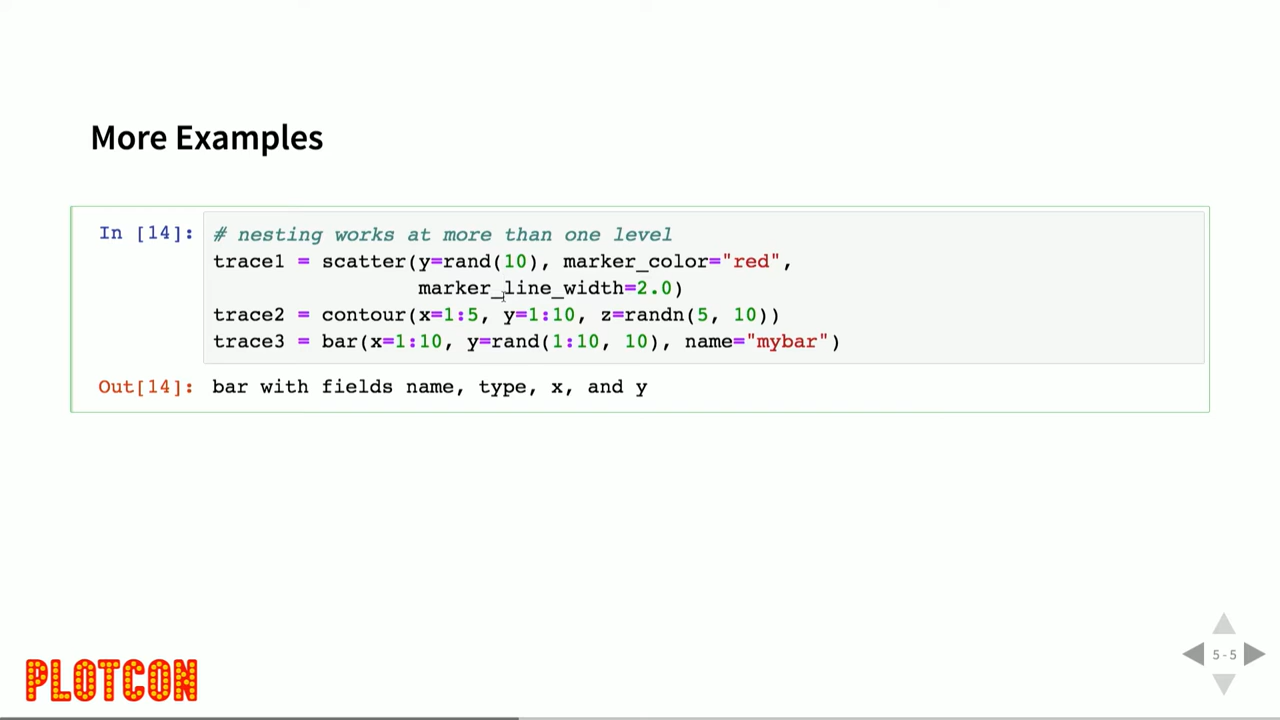 More Examples
In [14]:
# nesting works at more than one level
trace1 = scatter(y=rand(10), marker_color="red",
marker_line_width=2.0)
trace2 = contour(x=1:5, y=1:10, z=randn(5, 10))
trace3 = bar(x=1:10, y=rand(1:10, 10), name="mybar")
Out[14]: bar with fields name, type, x, and y
PLOTCON
5-5